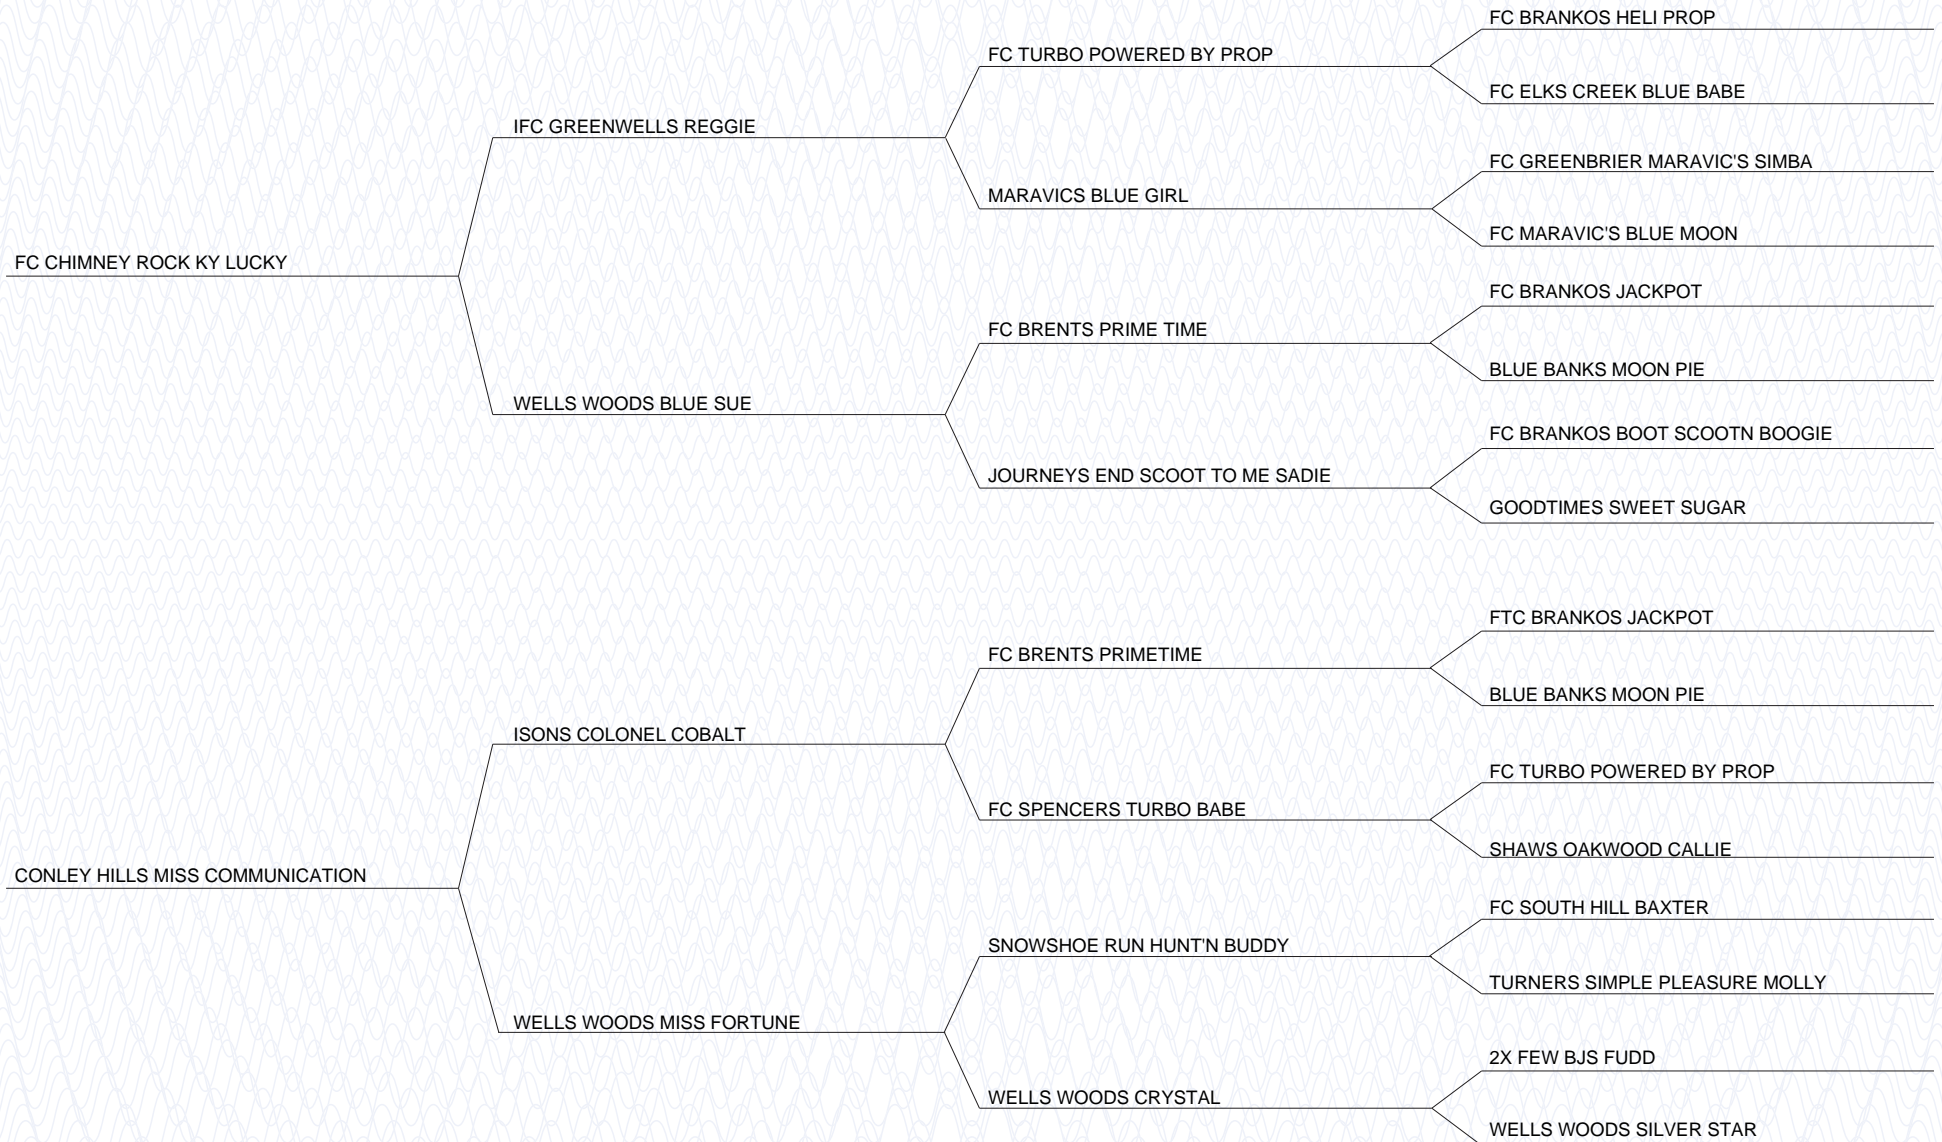 FC BRANKOS HELI PROP
FC TURBO POWERED BY PROP
FC ELKS CREEK BLUE BABE
IFC GREENWELLS REGGIE
FC GREENBRIER MARAVIC'S SIMBA
MARAVICS BLUE GIRL
FC MARAVIC'S BLUE MOON
FC CHIMNEY ROCK KY LUCKY
FC BRANKOS JACKPOT
FC BRENTS PRIME TIME
BLUE BANKS MOON PIE
WELLS WOODS BLUE SUE
FC BRANKOS BOOT SCOOTN BOOGIE
JOURNEYS END SCOOT TO ME SADIE
GOODTIMES SWEET SUGAR
FTC BRANKOS JACKPOT
FC BRENTS PRIMETIME
BLUE BANKS MOON PIE
ISONS COLONEL COBALT
FC TURBO POWERED BY PROP
FC SPENCERS TURBO BABE
SHAWS OAKWOOD CALLIE
CONLEY HILLS MISS COMMUNICATION
FC SOUTH HILL BAXTER
SNOWSHOE RUN HUNT'N BUDDY
TURNERS SIMPLE PLEASURE MOLLY
WELLS WOODS MISS FORTUNE
2X FEW BJS FUDD
WELLS WOODS CRYSTAL
WELLS WOODS SILVER STAR